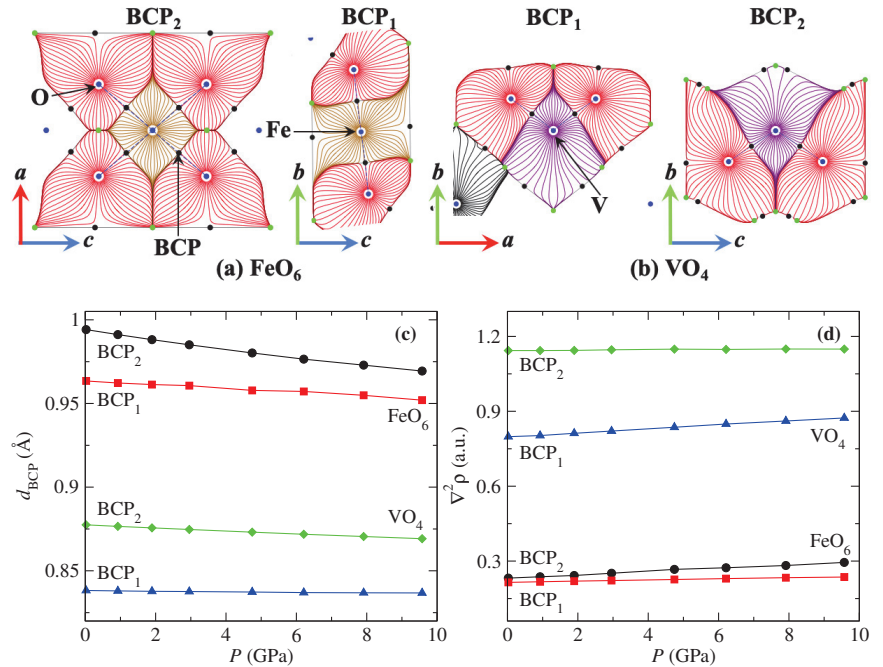 BCP2 BCP1 BCP1 BCP2
O
Fe
a
b
b
b
V
BCP
c
c
a
c
(a) FeO6 (b) VO4
1
0.95
0.9
0.85
dBCP (Å)
(c)
BCP2
BCP1
FeO6
BCP2
VO4
BCP1
0 2 4 6 8 10
P (GPa)
1.2
0.9
0.6
0.3
∇2ρ (a.u.)
(d)
BCP2
VO4
BCP1
FeO6
BCP2
BCP1
0 2 4 6 8 10
P (GPa)